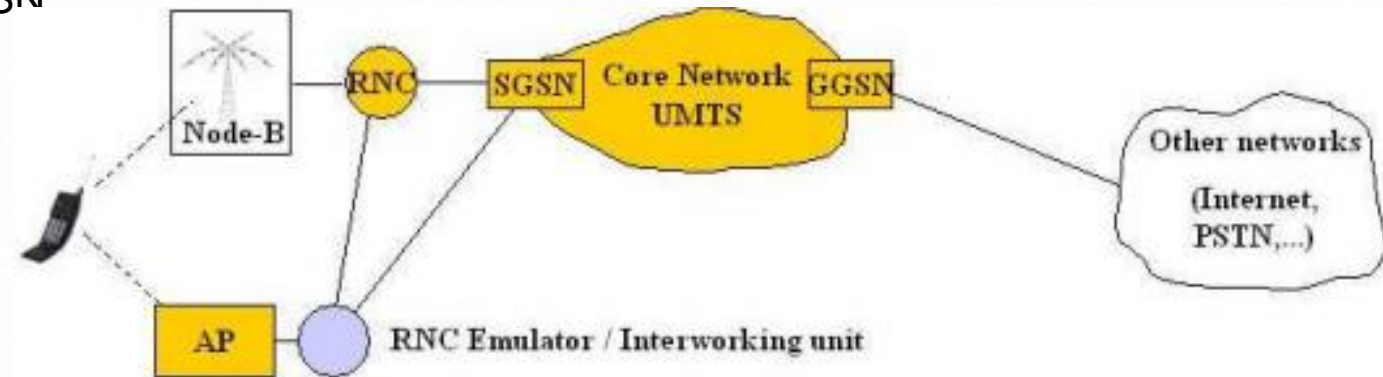 Node-B
RNC
SGSN
Core Network
UMTS
GGSN
Other networks
(Internet,
PSTN,...)
AP
RNC Emulator / Interworking unit